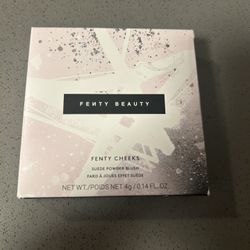 FENTY BEAUTY
FENTY CHEEKS
SUEDE POWDER BLUSH
FARD À JOUES EFFET SUÈDE
NET WT./POIDS NET 4g / 0.14 FL. OZ.